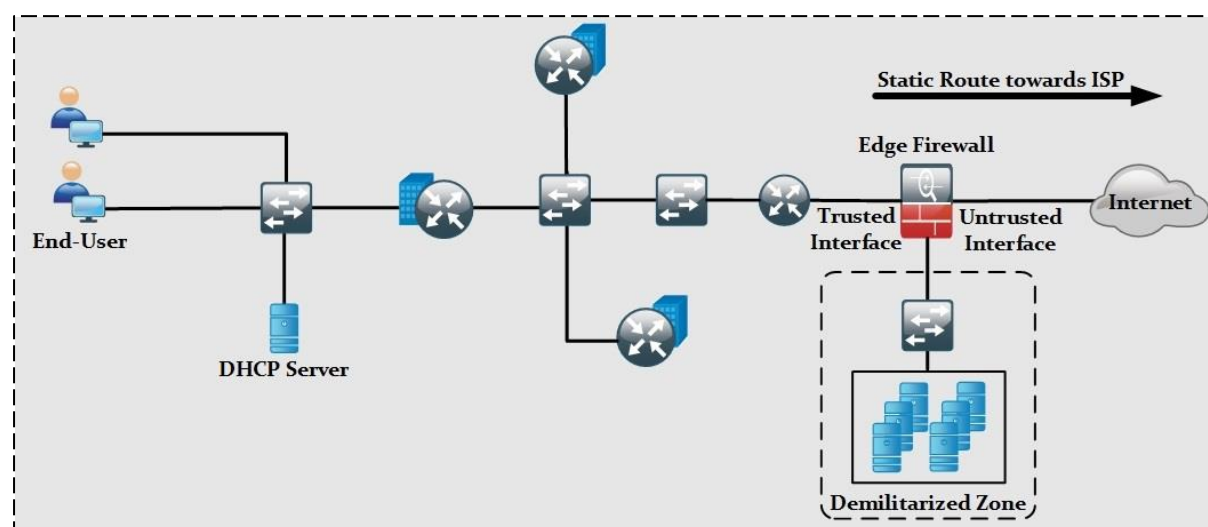 Static Route towards ISP
Edge Firewall
End-User
Trusted
Interface
Untrusted
Interface
Internet
DHCP Server
Demilitarized Zone